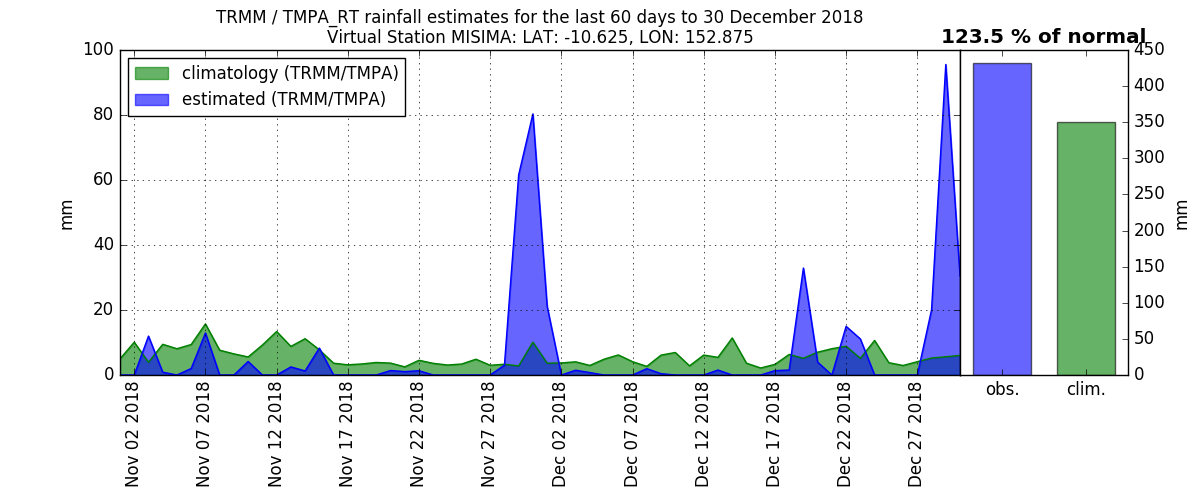 TRMM / TMPA_RT rainfall estimates for the last 60 days to 30 December 2018
Virtual Station MISIMA: LAT: -10.625, LON: 152.875
123.5 % of normal
climatology (TRMM/TMPA)
estimated (TRMM/TMPA)
100
80
60
40
20
0
mm
450
400
350
300
250
200
150
100
50
0
mm
Nov 02 2018
Nov 07 2018
Nov 12 2018
Nov 17 2018
Nov 22 2018
Nov 27 2018
Dec 02 2018
Dec 07 2018
Dec 12 2018
Dec 17 2018
Dec 22 2018
Dec 27 2018
obs.
clim.